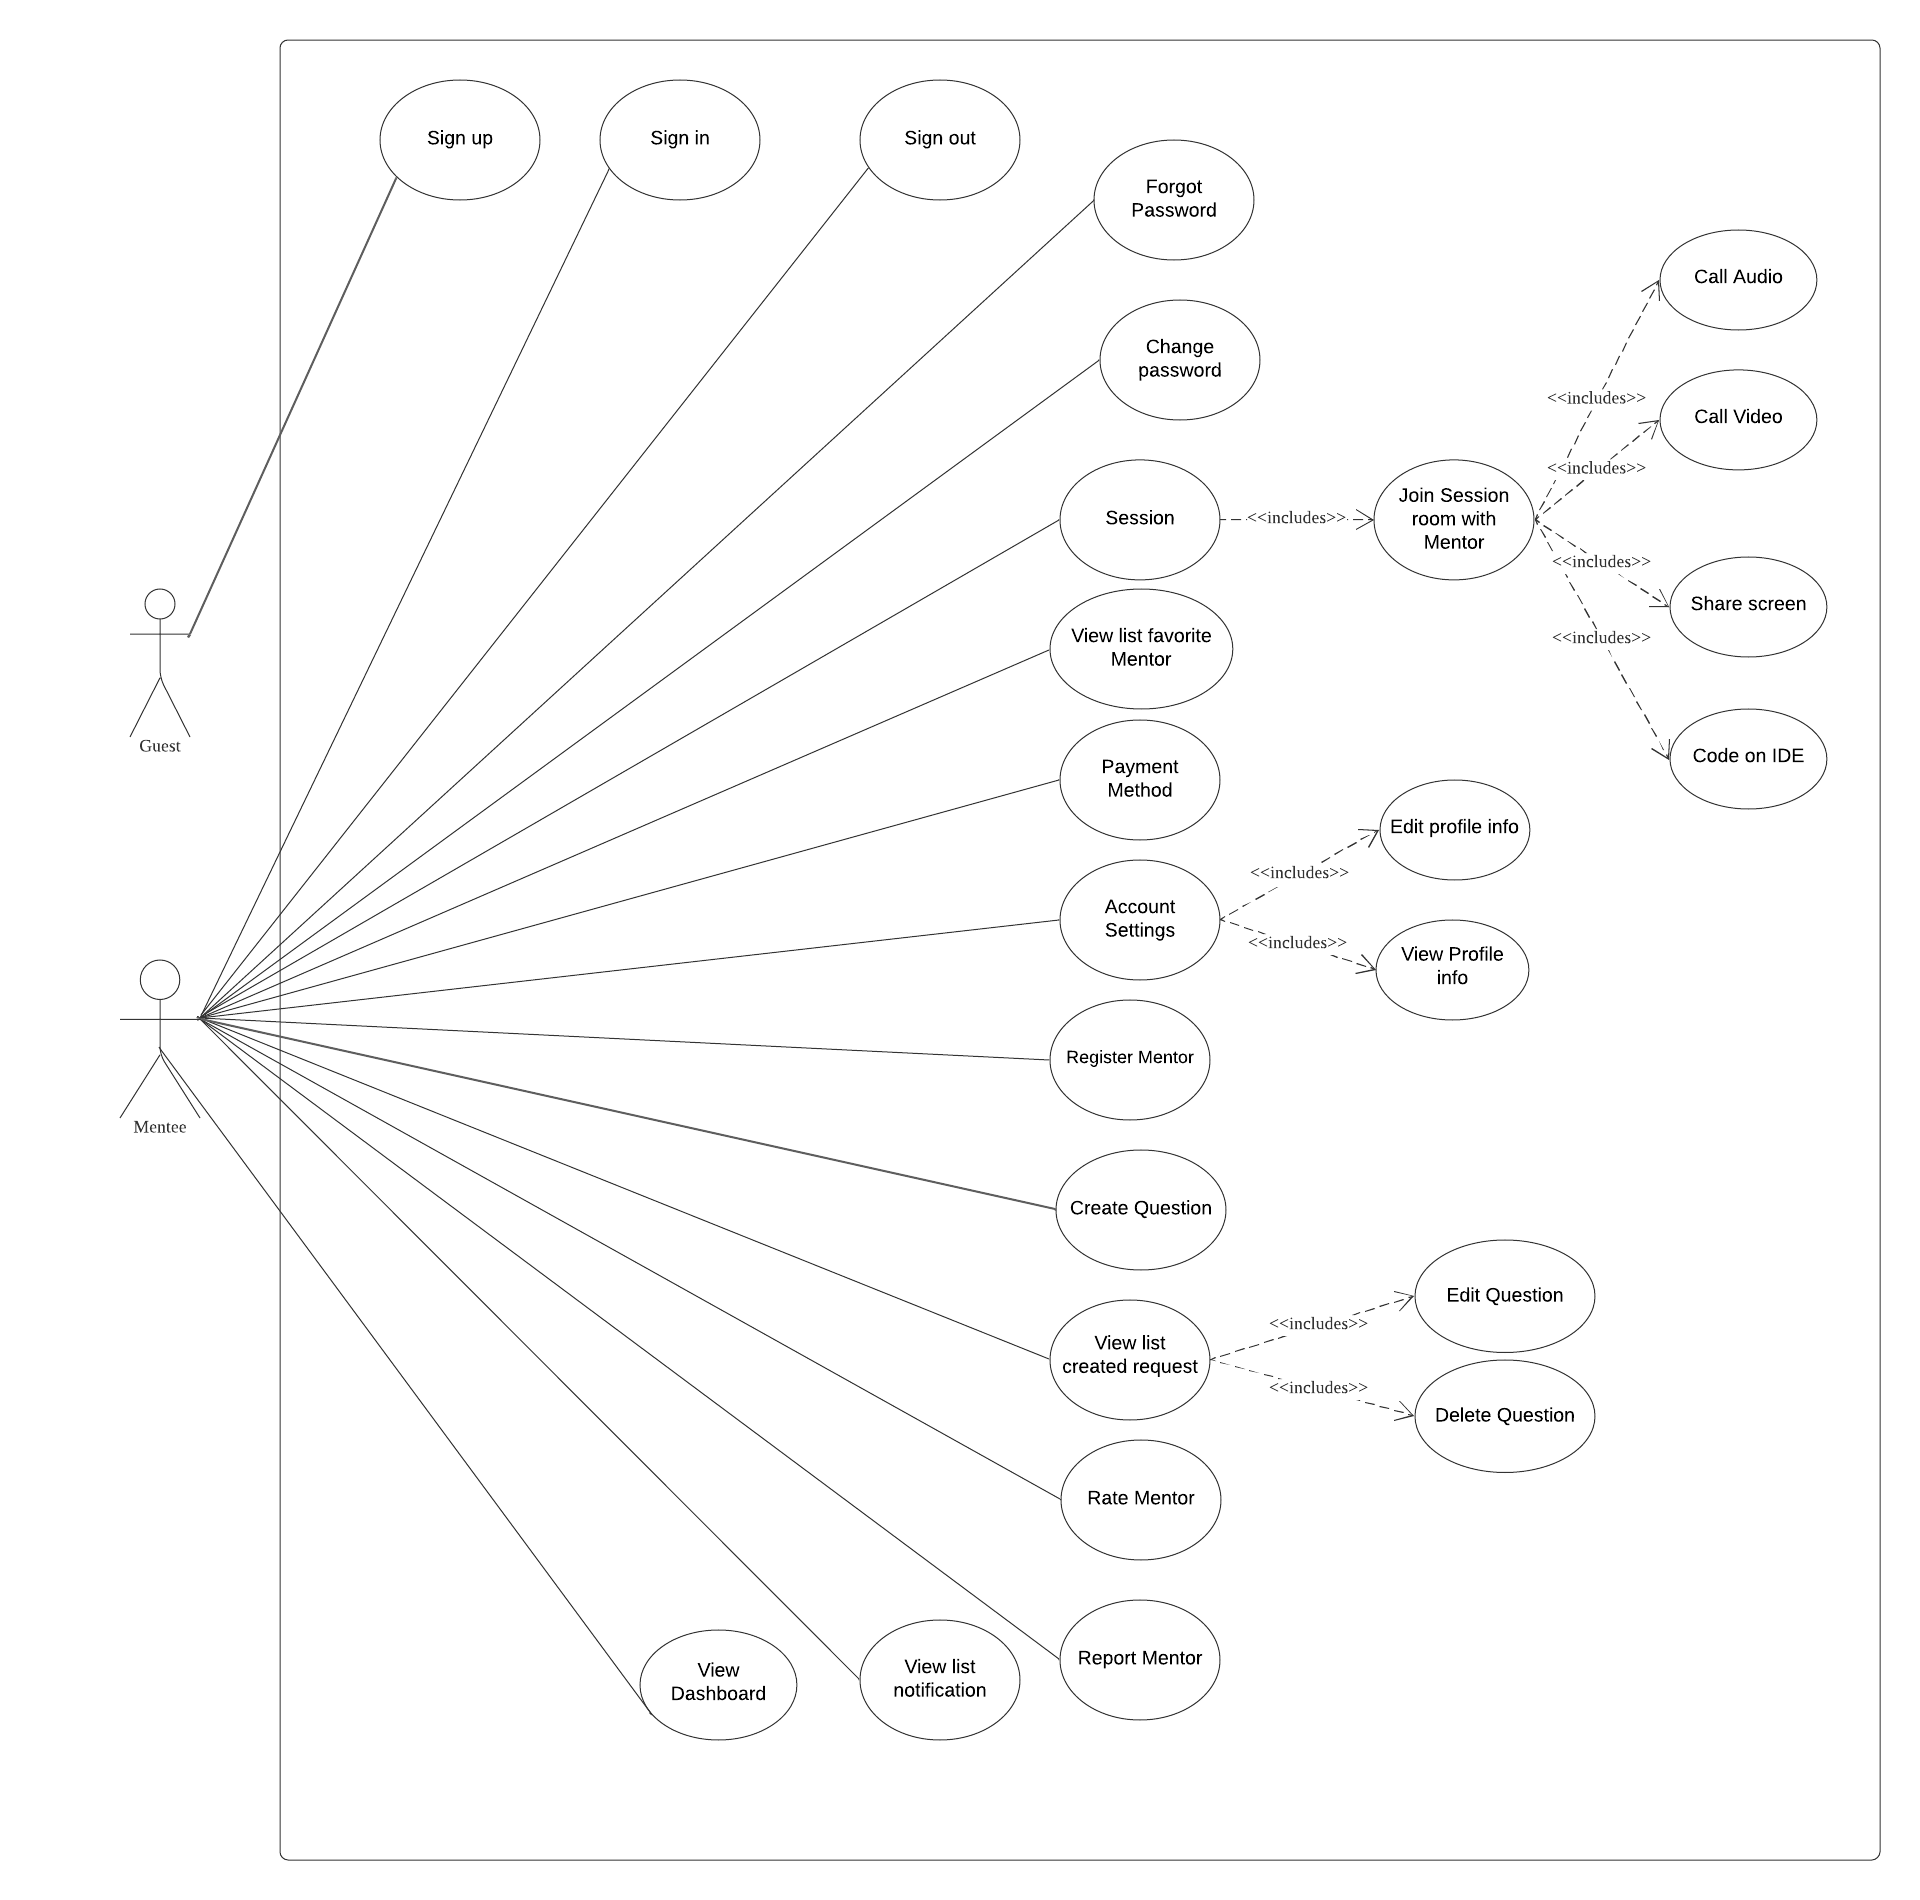 Sign up
Sign in
Sign out
Forgot
Password
Call Audio
Change
password
<<includes>>
Call Video
<<includes>>
Session
<<includes>>
Join Session
room with
Mentor
<<includes>>
Share screen
<<includes>>
View list favorite
Mentor
Guest
Payment
Method
Code on IDE
Edit profile info
<<includes>>
Account
Settings
<<includes>>
View Profile
info
Register Mentor
Mentee
Create Question
Edit Question
<<includes>>
View list
created request
<<includes>>
Delete Question
Rate Mentor
Report Mentor
View list
notification
View
Dashboard